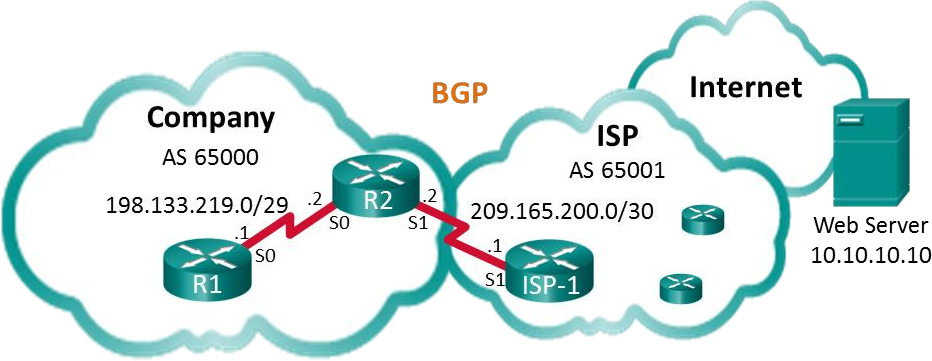 BGP
Company
AS 65000
198.133.219.0/29
.1
S0
R1
.2
S0
R2
.2
S1
ISP
AS 65001
209.165.200.0/30
.1
S1
ISP-1
Internet
Web Server
10.10.10.10